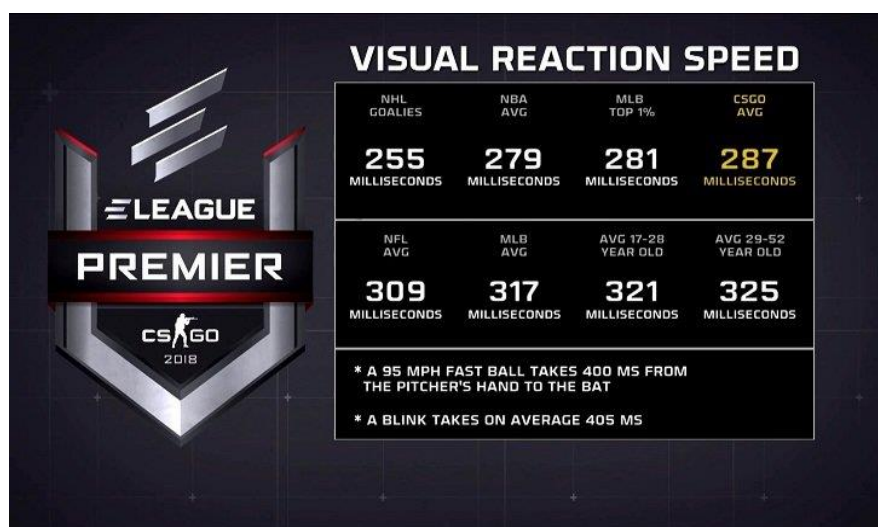 VISUAL REACTION SPEED
NHL GOALIES
255 MILLISECONDS
NBA AVG
279 MILLISECONDS
MLB TOP 1%
281 MILLISECONDS
CSGO AVG
287 MILLISECONDS
NFL AVG
309 MILLISECONDS
MLB AVG
317 MILLISECONDS
AVG 17-28 YEAR OLD
321 MILLISECONDS
AVG 29-52 YEAR OLD
325 MILLISECONDS
* A 95 MPH FAST BALL TAKES 400 MS FROM
THE PITCHER'S HAND TO THE BAT
* A BLINK TAKES ON AVERAGE 405 MS
ELEAGUE
PREMIER
CS GO
2018